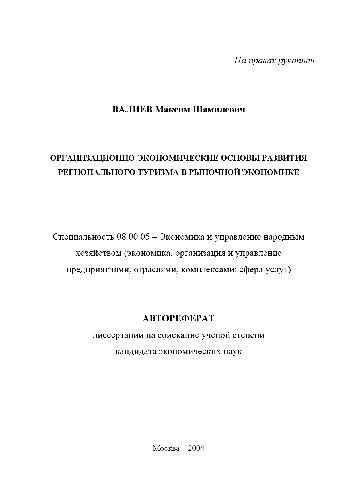 На правах рукописи
ВАЛИЕВ Максим Шамилевич
ОРГАНИЗАЦИОННО-ЭКОНОМИЧЕСКИЕ ОСНОВЫ РАЗВИТИЯ
РЕГИОНАЛЬНОГО ТУРИЗМА В РЫНОЧНОЙ ЭКОНОМИКЕ
Специальность 08.00.05 – Экономика и управление народным
хозяйством (экономика, организация и управление
предприятиями, отраслями, комплексами: сфера услуг)
АВТОРЕФЕРАТ
диссертации на соискание ученой степени
кандидата экономических наук
Москва – 2004